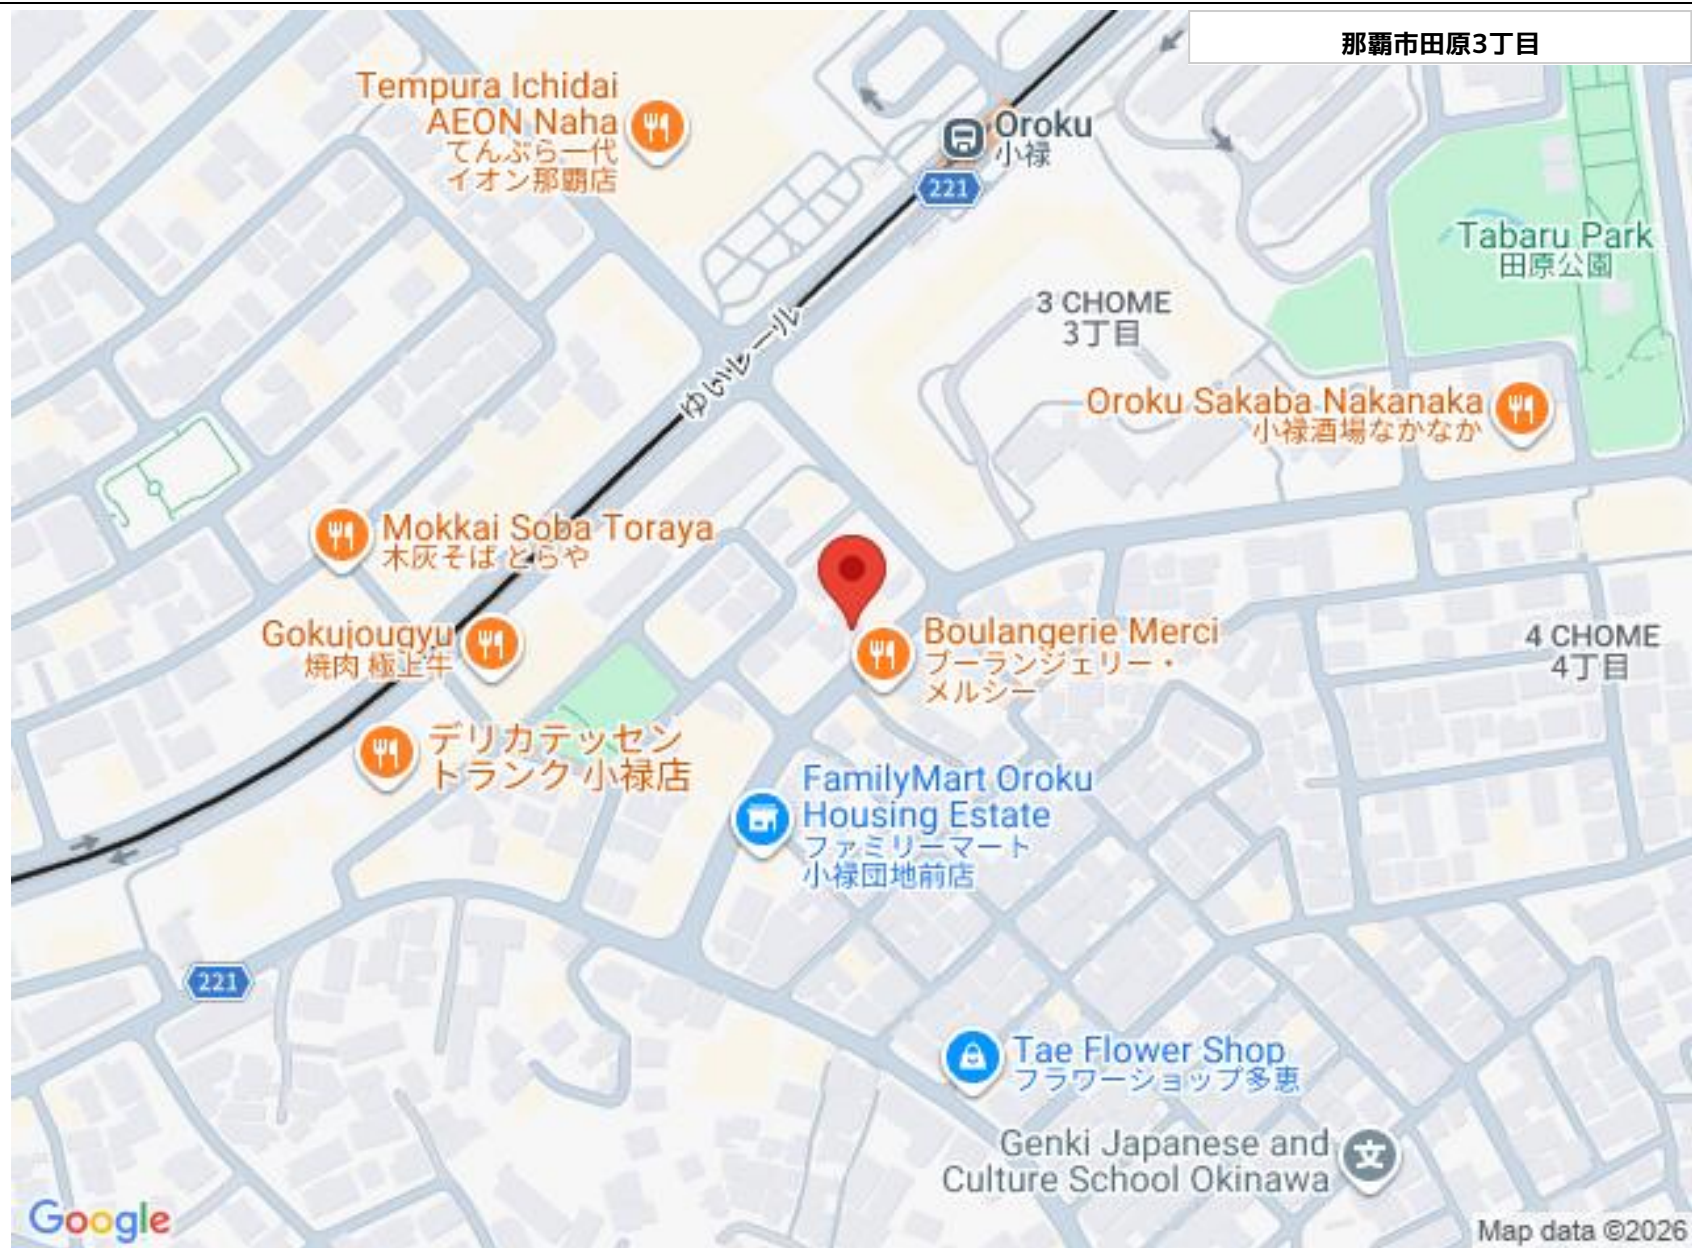 那覇市田原3丁目
Tempura Ichidai
AEON Naha
てんぷら一代
イオン那覇店
Oroku
小禄
221
Tabaru Park
田原公園
3 CHOME
3丁目
ゆいレール
Oroku Sakaba Nakanaka
小禄酒場なかなか
Mokkai Soba Toraya
木灰そば とらや
Gokujougyu
焼肉 極上牛
Boulangerie Merci
ブーランジェリー・
メルシー
4 CHOME
4丁目
デリカテッセン
トランク 小禄店
FamilyMart Oroku
Housing Estate
ファミリーマート
小禄団地前店
221
Tae Flower Shop
フラワーショップ多恵
Genki Japanese and
Culture School Okinawa
文
Google
Map data ©2026